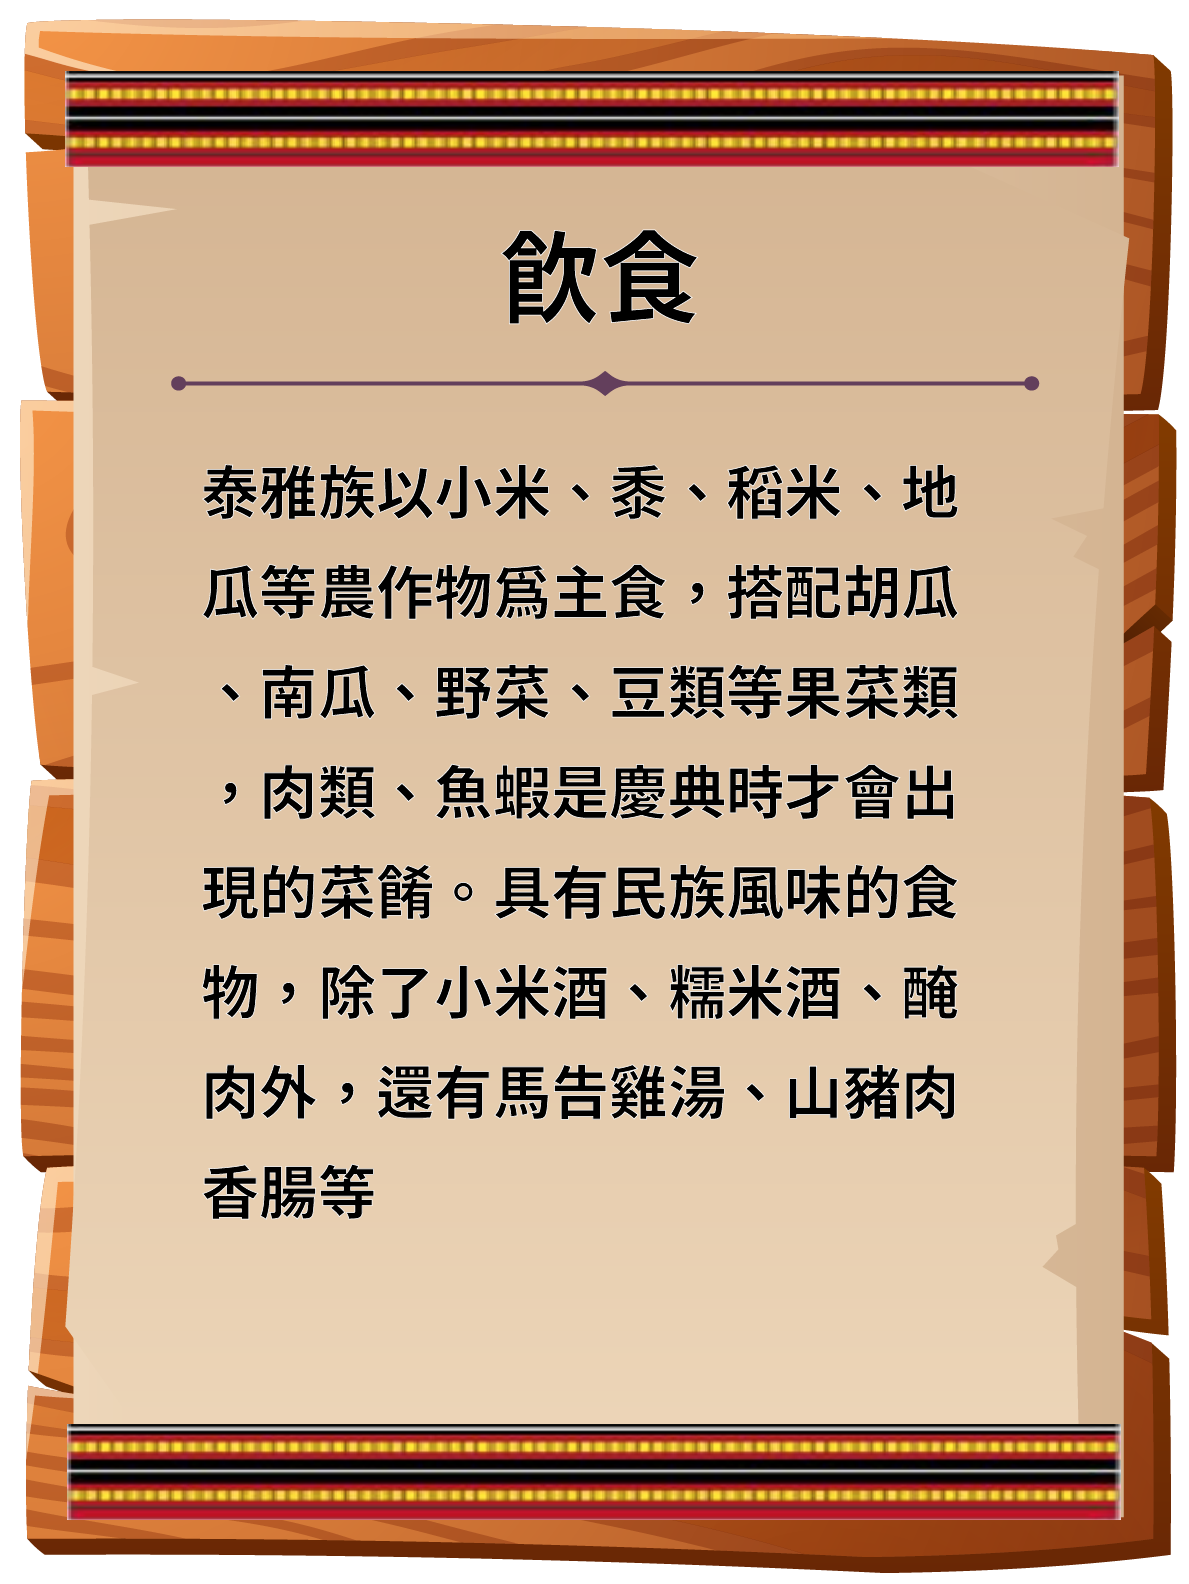 飲食
泰雅族以小米、黍、稻米、地
瓜等農作物爲主食，搭配胡瓜
、南瓜、野菜、豆類等果菜類
，肉類、魚蝦是慶典時才會出
現的菜餚。具有民族風味的食
物，除了小米酒、糯米酒、醃
肉外，還有馬告雞湯、山豬肉
香腸等